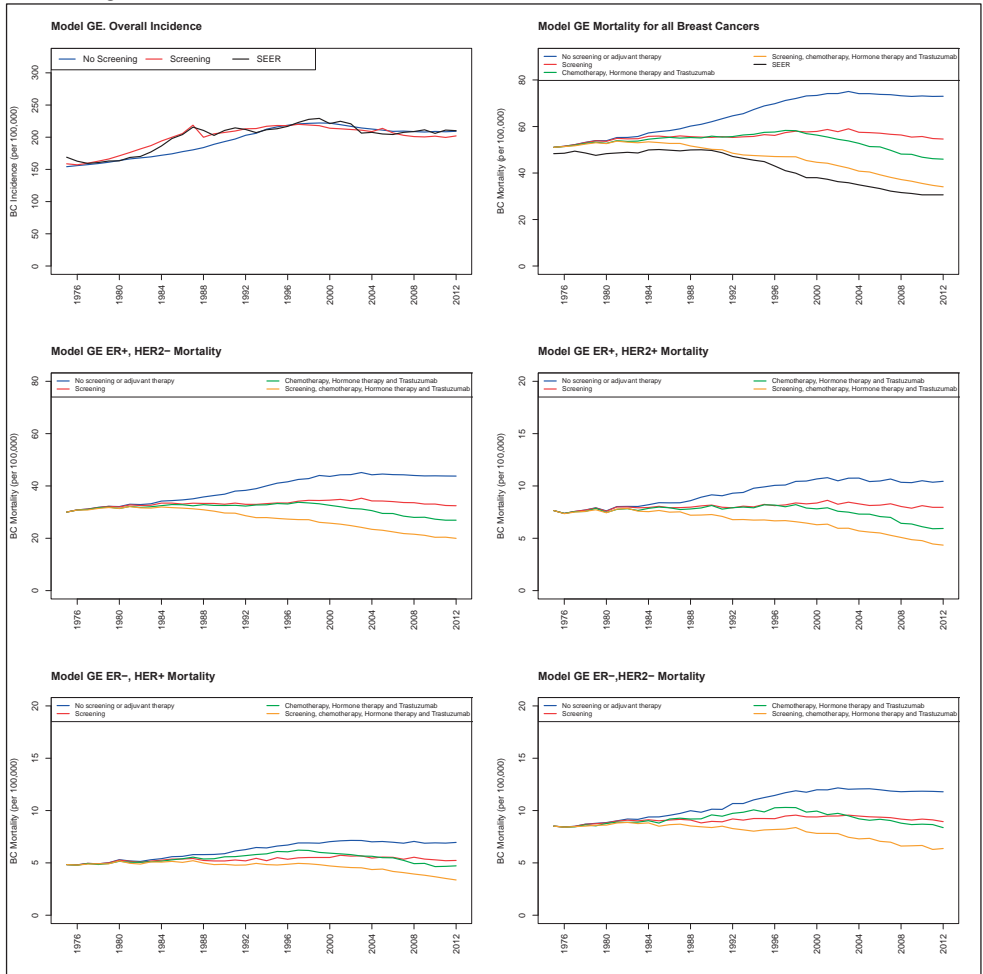 Model GE. Overall Incidence
No Screening
Screening
SEER
BC Incidence (per 100,000)
0 50 100 150 200 250 300
1976 1980 1984 1988 1992 1996 2000 2004 2008 2012
Model GE Mortality for all Breast Cancers
No screening or adjuvant therapy
Screening
Chemotherapy, Hormone therapy and Trastuzumab
Screening, chemotherapy, Hormone therapy and Trastuzumab
SEER
BC Mortality (per 100,000)
0 20 40 60 80
1976 1980 1984 1988 1992 1996 2000 2004 2008 2012
Model GE ER+, HER2− Mortality
No screening or adjuvant therapy
Screening
Chemotherapy, Hormone therapy and Trastuzumab
Screening, chemotherapy, Hormone therapy and Trastuzumab
BC Mortality (per 100,000)
0 20 40 60 80
1976 1980 1984 1988 1992 1996 2000 2004 2008 2012
Model GE ER+, HER2+ Mortality
No screening or adjuvant therapy
Screening
Chemotherapy, Hormone therapy and Trastuzumab
Screening, chemotherapy, Hormone therapy and Trastuzumab
BC Mortality (per 100,000)
0 5 10 15 20
1976 1980 1984 1988 1992 1996 2000 2004 2008 2012
Model GE ER−, HER+ Mortality
No screening or adjuvant therapy
Screening
Chemotherapy, Hormone therapy and Trastuzumab
Screening, chemotherapy, Hormone therapy and Trastuzumab
BC Mortality (per 100,000)
0 5 10 15 20
1976 1980 1984 1988 1992 1996 2000 2004 2008 2012
Model GE ER−,HER2− Mortality
No screening or adjuvant therapy
Screening
Chemotherapy, Hormone therapy and Trastuzumab
Screening, chemotherapy, Hormone therapy and Trastuzumab
BC Mortality (per 100,000)
0 5 10 15 20
1976 1980 1984 1988 1992 1996 2000 2004 2008 2012